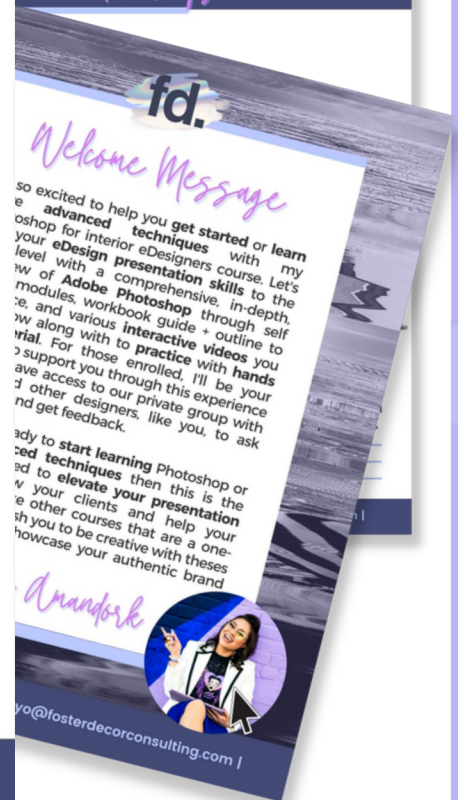 fd.
Welcome Message
so excited to help you get started or learn
advanced techniques with my
oshop for interior eDesigners course. Let's
your eDesign presentation skills to the
level with a comprehensive, in-depth,
ew of Adobe Photoshop through self
modules, workbook guide + outline to
ce, and various interactive videos you
ow along with to practice with hands
erial. For those enrolled, I'll be your
o support you through this experience
ave access to our private group with
d other designers, like you, to ask
nd get feedback.
ady to start learning Photoshop or
ced techniques then this is the
ed to elevate your presentation
w your clients and help your
e other courses that are a one-
sh you to be creative with theses
howcase your authentic brand
Amandork
yo@fosterdecorconsulting.com |